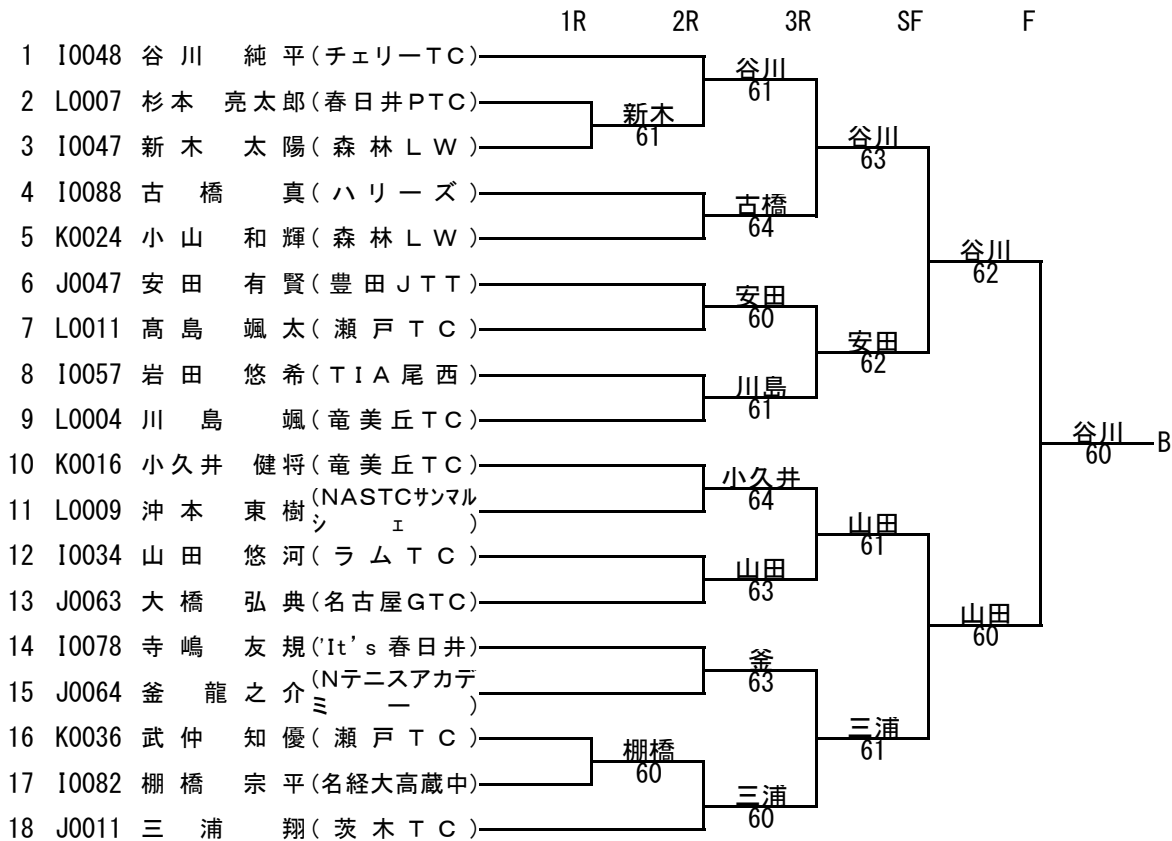 1R 2R 3R SF F
1 I0048 谷川 純平(チェリーTC)
2 L0007 杉本 亮太郎(春日井PTC)
3 I0047 新木 太陽(森林LW)
4 I0088 古橋 真(ハリーズ)
5 K0024 小山 和輝(森林LW)
6 J0047 安田 有賢(豊田JTT)
7 L0011 髙島 颯太(瀬戸TC)
8 I0057 岩田 悠希(TIA尾西)
9 L0004 川島 颯(竜美丘TC)
10 K0016 小久井 健将(竜美丘TC)
11 L0009 沖本 東樹(NASTCサンマルシェ)
12 I0034 山田 悠河(ラムTC)
13 J0063 大橋 弘典(名古屋GTC)
14 I0078 寺嶋 友規('It's 春日井)
15 J0064 釜 龍之介(Nテニスアカデミー)
16 K0036 武仲 知優(瀬戸TC)
17 I0082 棚橋 宗平(名経大高蔵中)
18 J0011 三浦 翔(茨木TC)
新木
61
棚橋
60
谷川
61
古橋
64
安田
60
川島
61
小久井
64
山田
63
釜
63
三浦
60
谷川
63
安田
62
山田
61
三浦
61
谷川
62
山田
60
谷川
60
B